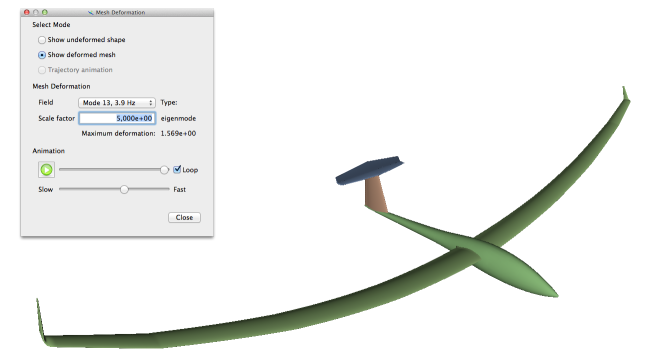 Mesh Deformation
Select Mode
Show undeformed shape
Show deformed mesh
Trajectory animation
Mesh Deformation
Field Mode 13, 3.9 Hz Type:
Scale factor 5,000e+00 eigenmode
Maximum deformation: 1.569e+00
Animation
Loop
Slow Fast
Close